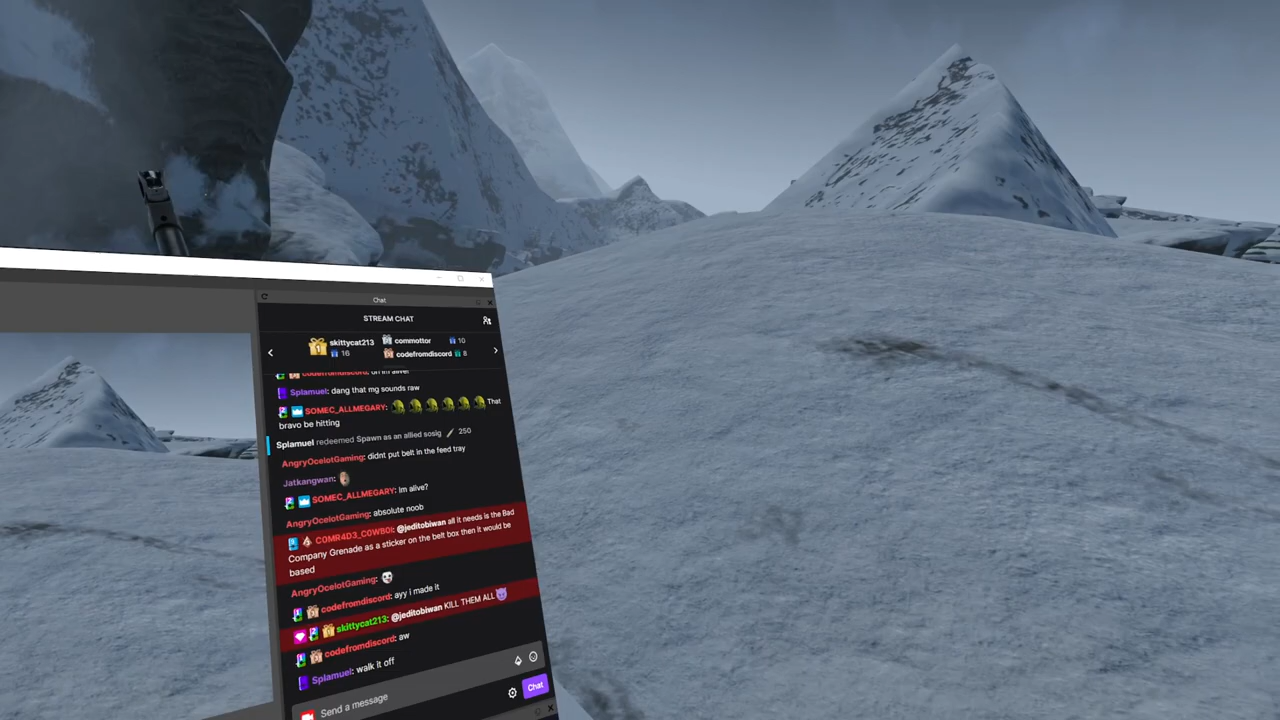 Chat
STREAM CHAT
skittycat213
16
commottor
10
codefromdiscord
8
Splamuel: dang that mg sounds raw
SOMEC_ALLMEGARY: That
bravo be hitting
Splamuel redeemed Spawn as an allied sosig 250
AngryOcelotGaming: didnt put belt in the feed tray
Jatkangwan:
SOMEC_ALLMEGARY: Im alive?
AngryOcelotGaming: absolute noob
C0MR4D3_C0WB0I: @jeditobiwan all it needs is the Bad
Company Grenade as a sticker on the belt box then it would be
based
AngryOcelotGaming:
codefromdiscord: ayy i made it
skittycat213: @jeditobiwan KILL THEM ALL
codefromdiscord: aw
Splamuel: walk it off
Send a message
Chat